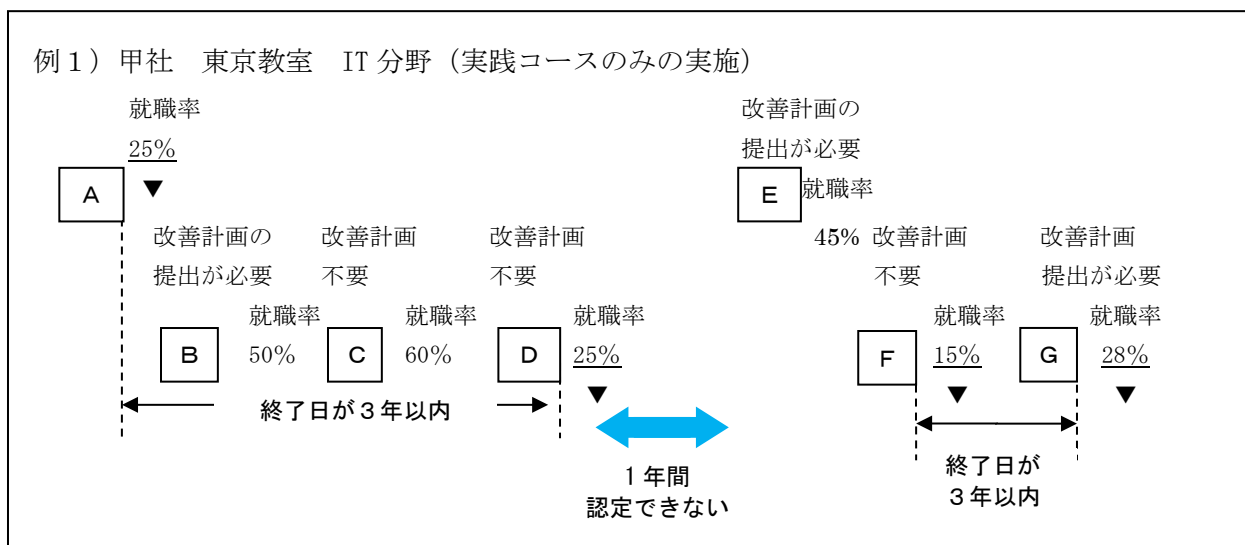 例１）甲社　東京教室　IT 分野（実践コースのみの実施）
就職率
25%
A
▼
改善計画の
提出が必要
就職率
50%
B
改善計画
不要
就職率
60%
C
改善計画
不要
就職率
25%
D
▼
終了日が３年以内
１年間
認定できない
改善計画の
提出が必要
就職率
E
45%
改善計画
不要
就職率
15%
F
▼
改善計画
提出が必要
就職率
28%
G
▼
終了日が
３年以内